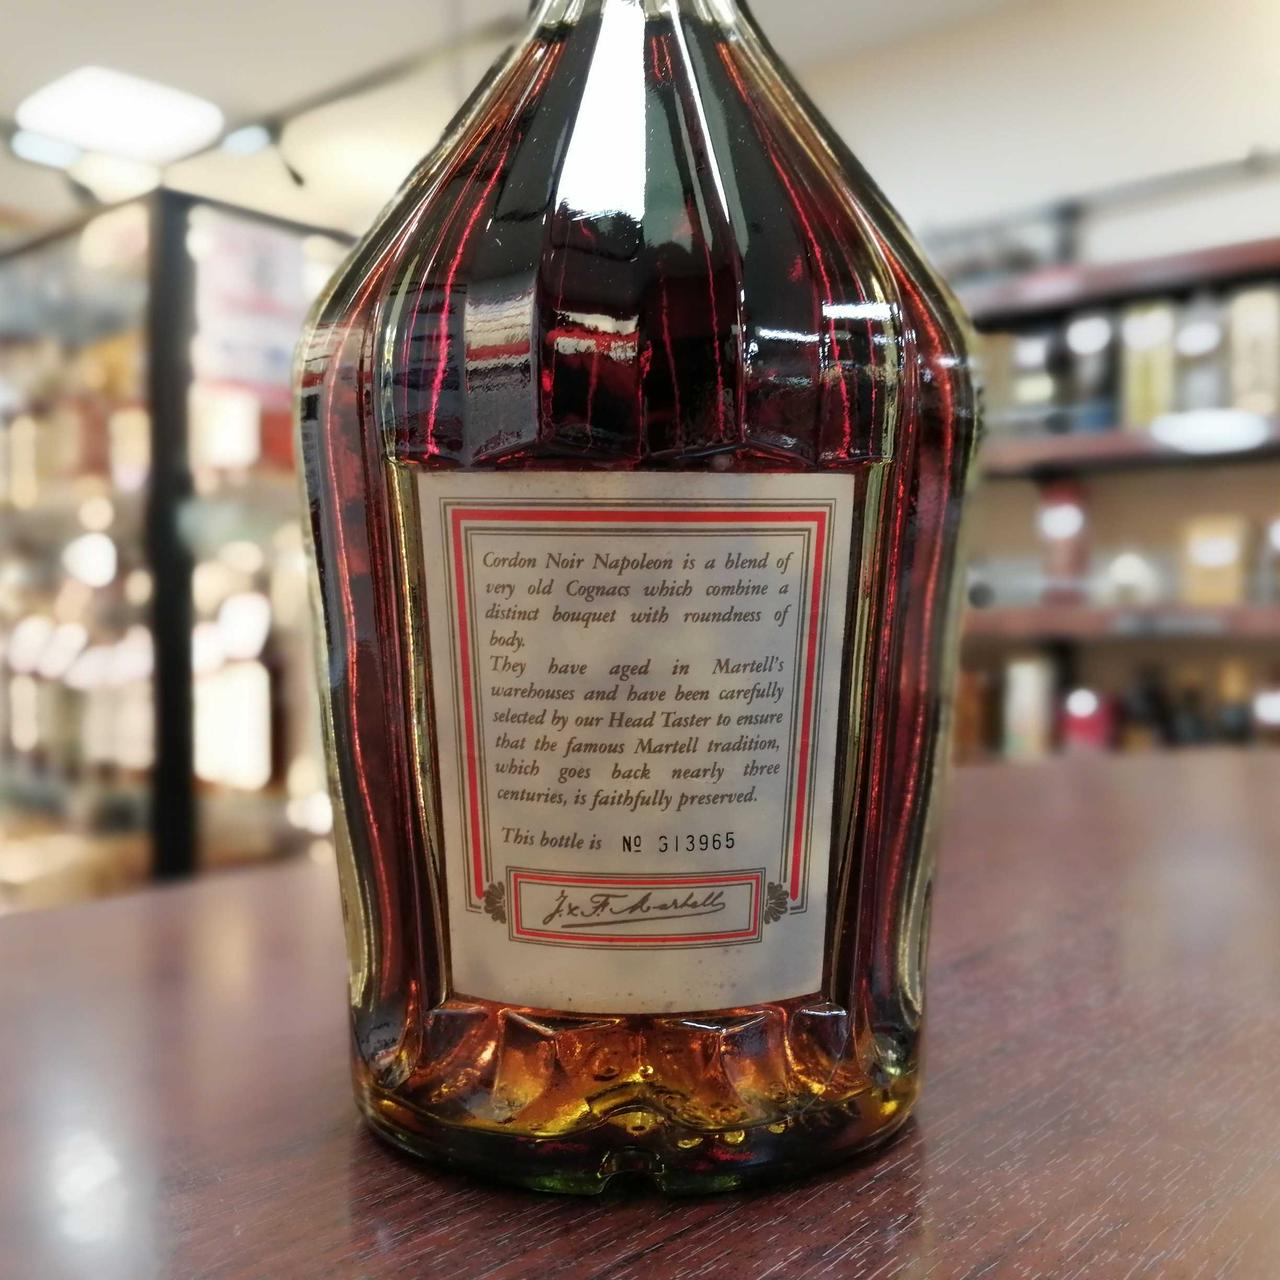 Cordon Noir Napoleon is a blend of
very old Cognacs which combine a
distinct bouquet with roundness of
body.
They have aged in Martell's
warehouses and have been carefully
selected by our Head Taster to ensure
that the famous Martell tradition,
which goes back nearly three
centuries, is faithfully preserved.
This bottle is Nº G13965
J. & F. Martell